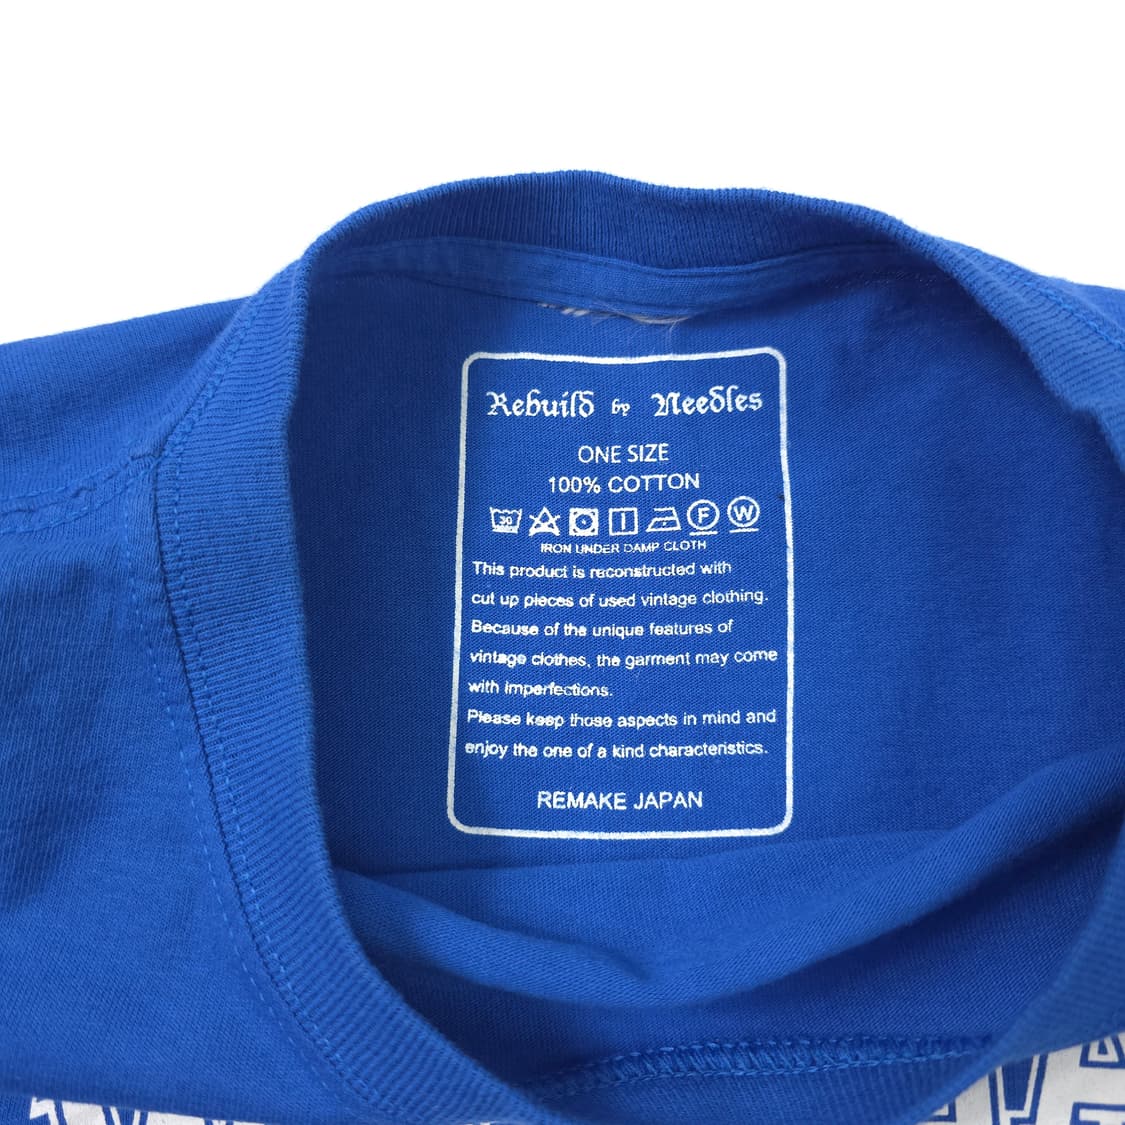 Rebuild by Needles
ONE SIZE
100% COTTON
30 F W
IRON UNDER DAMP CLOTH
This product is reconstructed with
cut up pieces of used vintage clothing.
Because of the unique features of
vintage clothes, the garment may come
with imperfections.
Please keep those aspects in mind and
enjoy the one of a kind characteristics.
REMAKE JAPAN